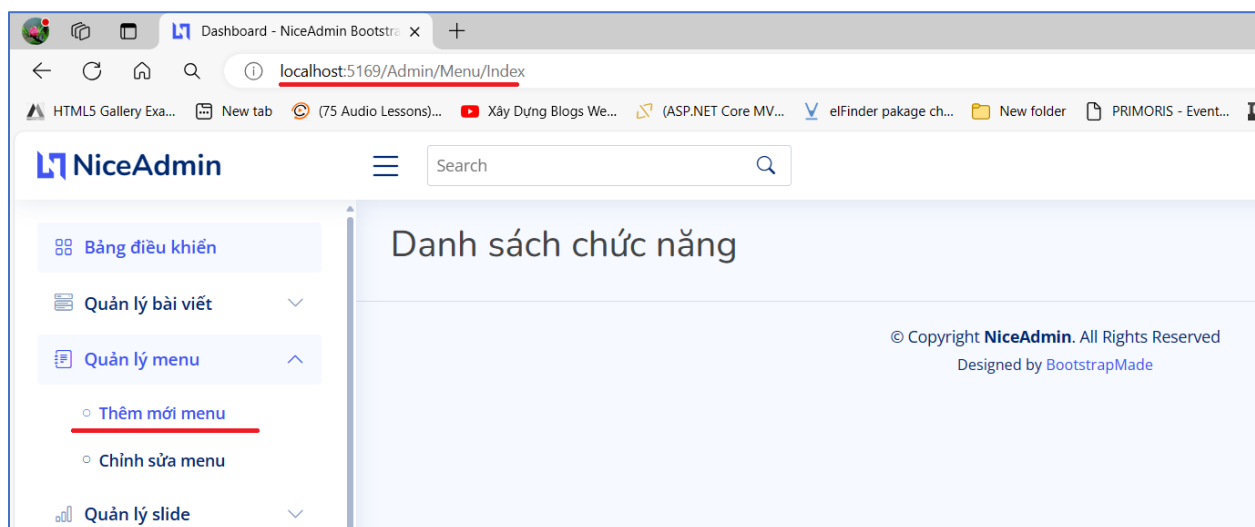 Dashboard - NiceAdmin Bootstra
localhost:5169/Admin/Menu/Index
HTML5 Gallery Exa... New tab (75 Audio Lessons)... Xây Dựng Blogs We... (ASP.NET Core MV... elFinder pakage ch... New folder PRIMORIS - Event...
NiceAdmin Search
Bảng điều khiển
Danh sách chức năng
Quản lý bài viết
© Copyright NiceAdmin. All Rights Reserved
Quản lý menu
Designed by BootstrapMade
Thêm mới menu
Chỉnh sửa menu
Quản lý slide